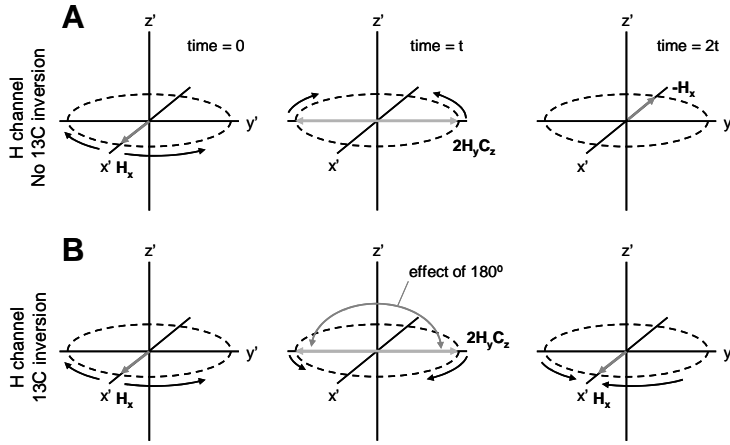 A
H channel
No 13C inversion
z'
time = 0
y'
x' Hx
z'
time = t
2HyCz
x'
z'
time = 2t
-Hx
y
x'
B
H channel
13C inversion
z'
y'
x' Hx
z'
effect of 180º
2HyCz
x'
z'
y
x' Hx